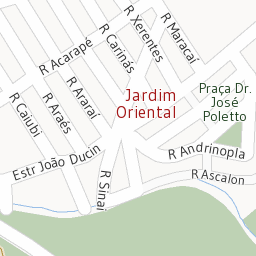 R Acarapé
R Carinás
R Xerentes
R Maracaí
R Caiubi
R Araés
R Araraí
Jardim
Oriental
Praça Dr.
José
Poletto
Estr João Ducin
R Sinai
R Andrinopla
R Ascalon